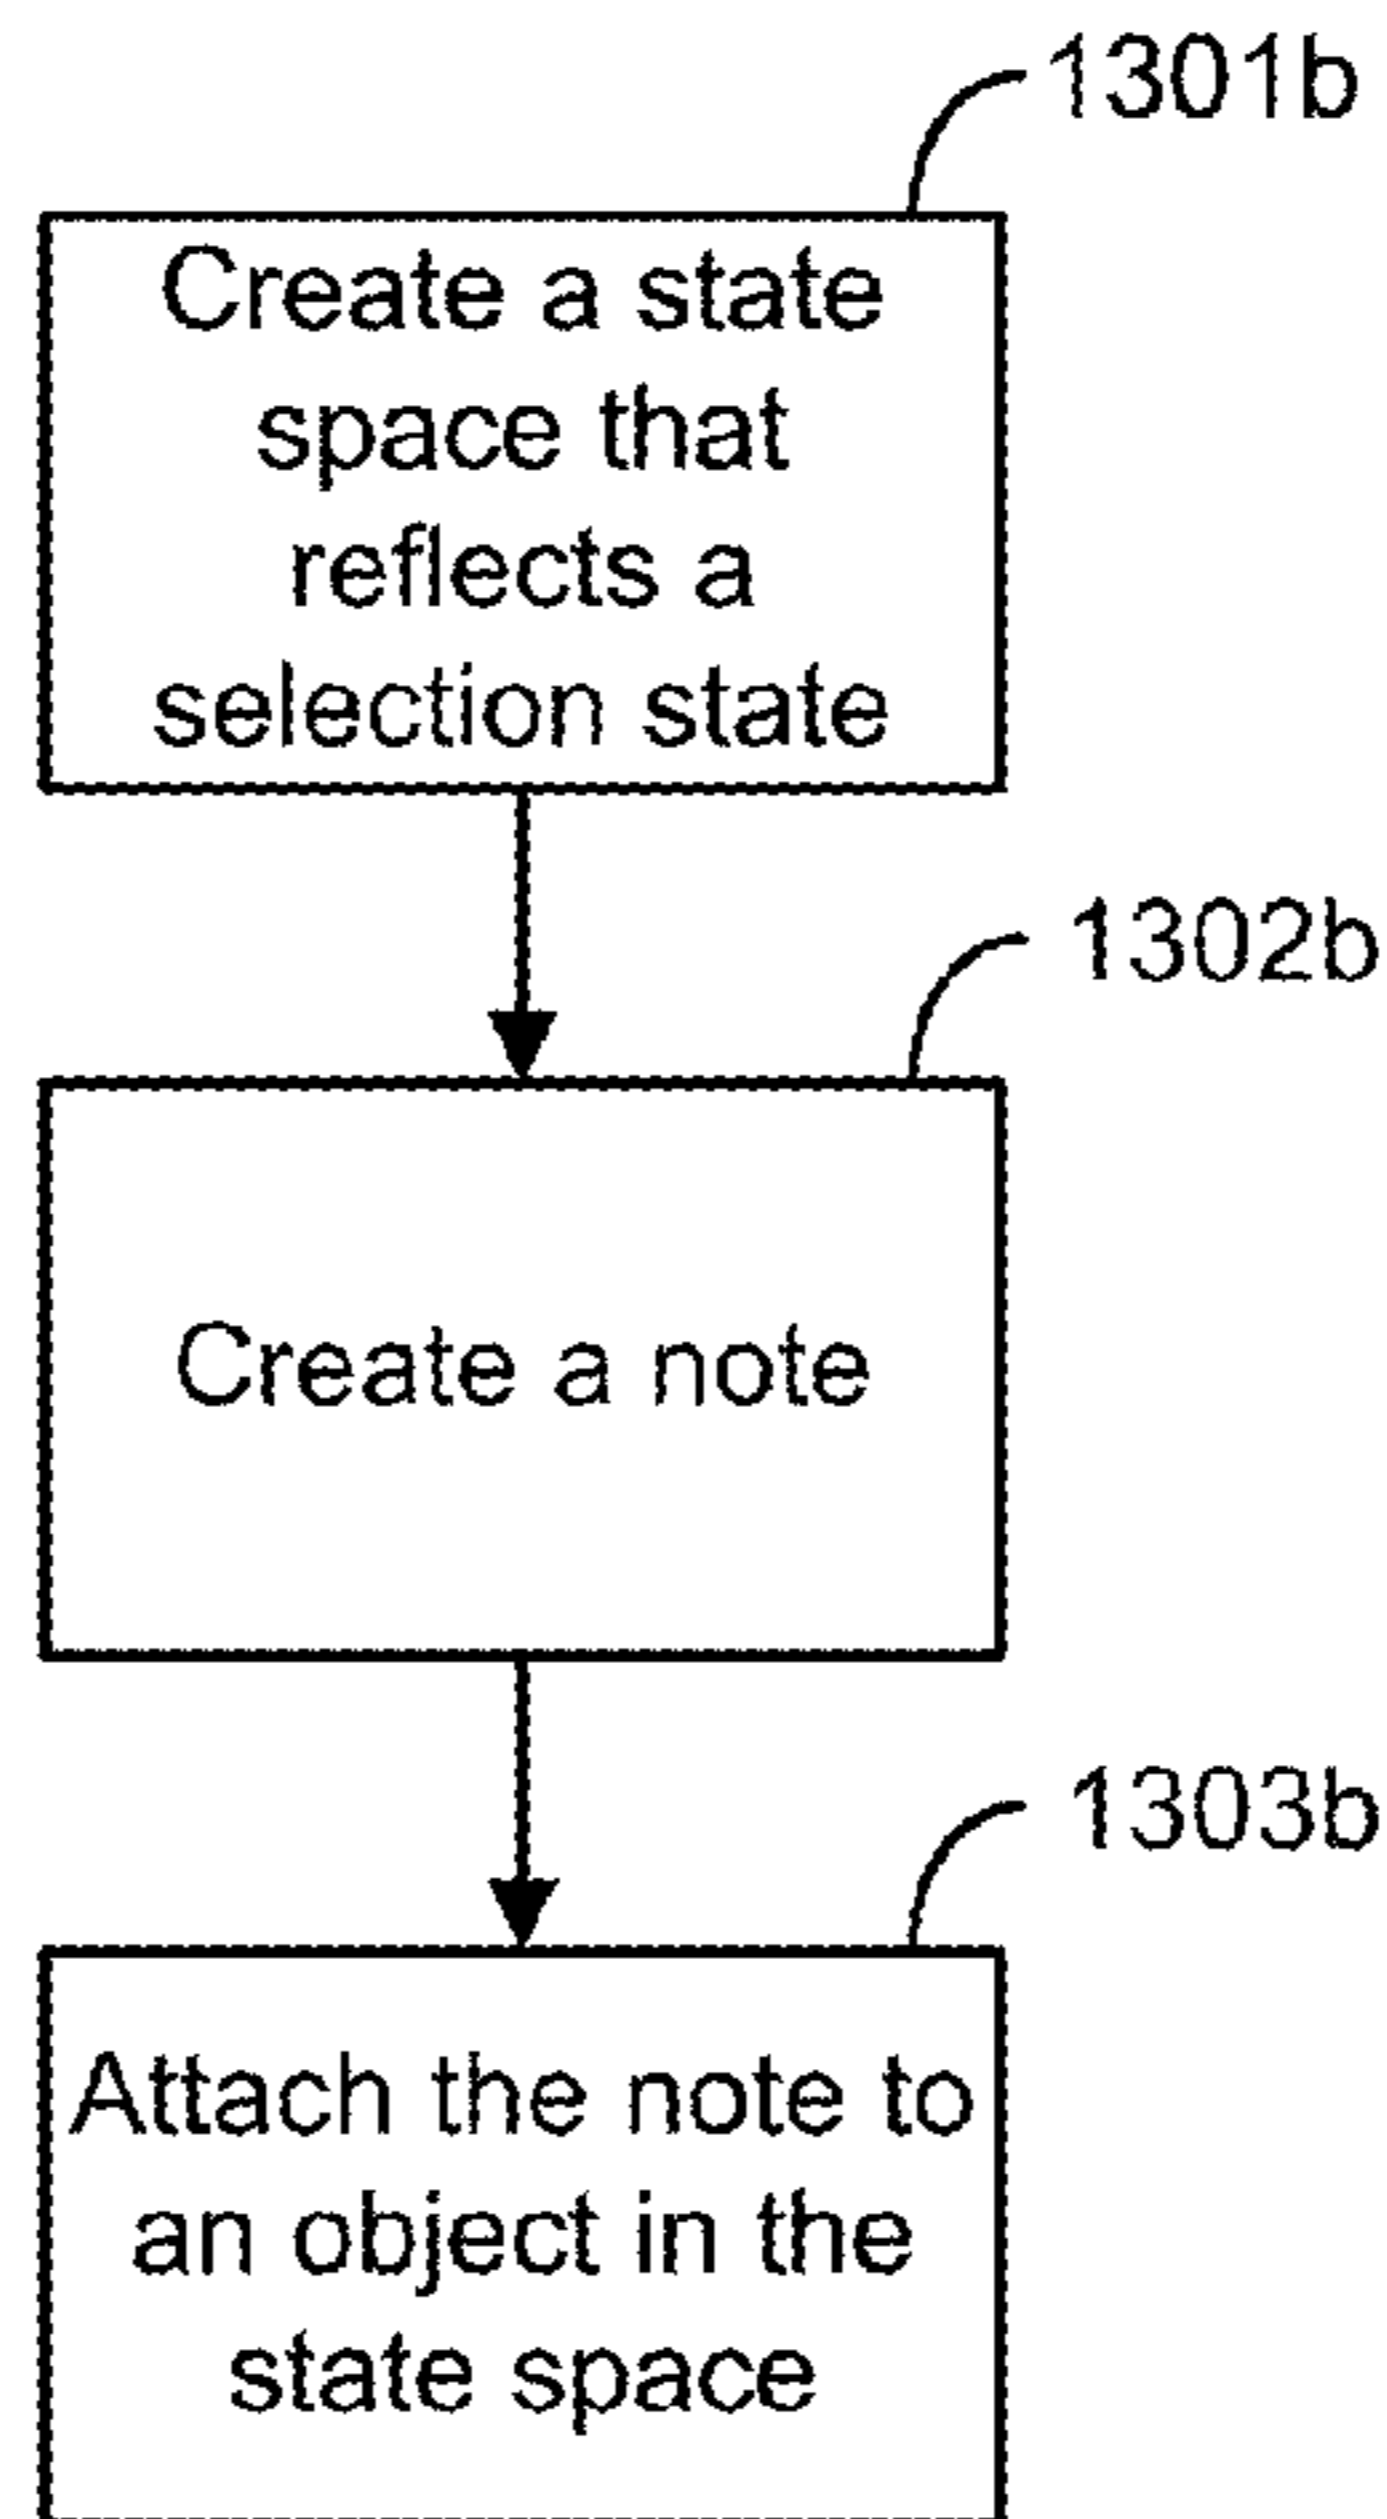 1301b
Create a state
space that
reflects a
selection state
1302b
Create a note
1303b
Attach the note to
an object in the
state space